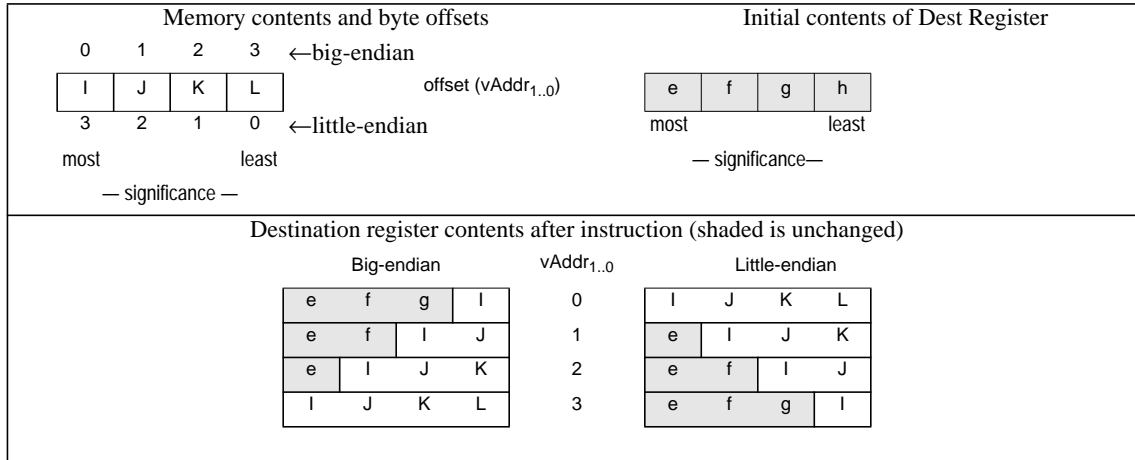 Memory contents and byte offsets Initial contents of Dest Register
0 1 2 3 ←big-endian
I J K L offset (vAddr1..0) e f g h
3 2 1 0 ←little-endian most least
most least — significance—
— significance —
Destination register contents after instruction (shaded is unchanged)
Big-endian vAddr1..0 Little-endian
e f g I 0 I J K L
e f I J 1 e I J K
e I J K 2 e f I J
I J K L 3 e f g I